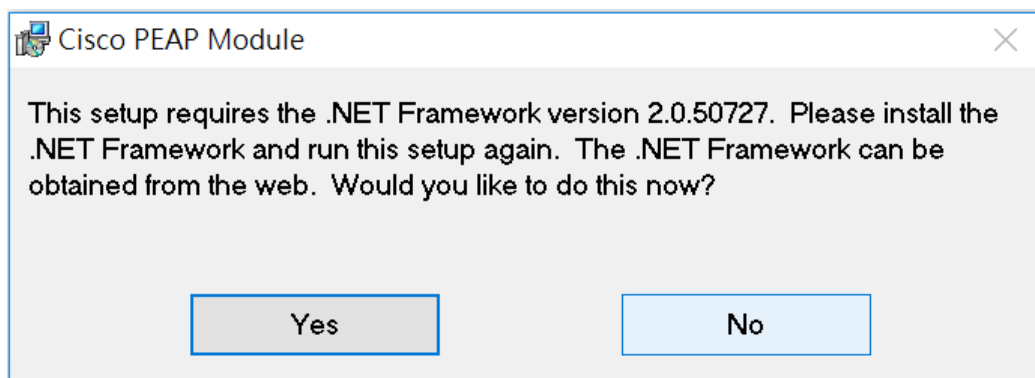 Cisco PEAP Module
This setup requires the .NET Framework version 2.0.50727.  Please install the
.NET Framework and run this setup again.  The .NET Framework can be
obtained from the web.  Would you like to do this now?
Yes
No